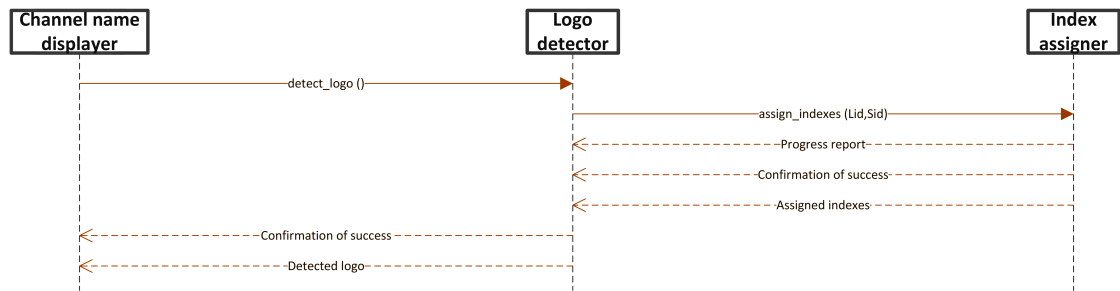 Channel name
displayer
Logo
detector
Index
assigner
detect_logo ()
assign_indexes (Lid,Sid)
Progress report
Confirmation of success
Assigned indexes
Confirmation of success
Detected logo